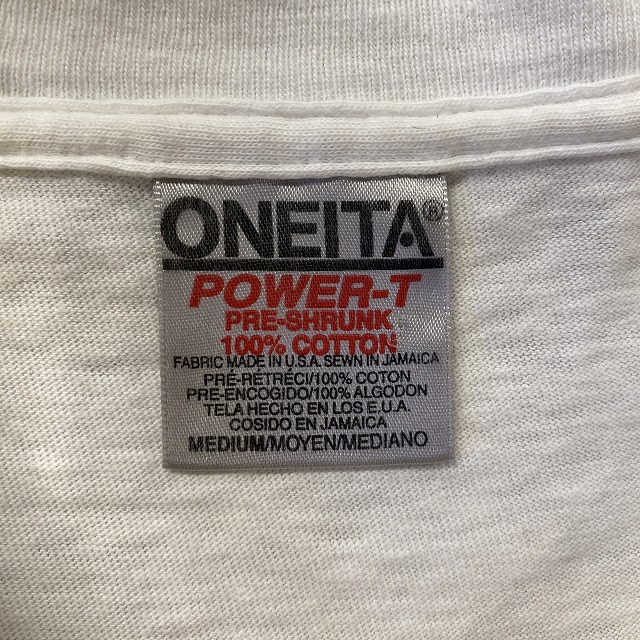 ONEITA®
POWER-T
PRE-SHRUNK
100% COTTON
FABRIC MADE IN U.S.A. SEWN IN JAMAICA
PRÉ-RETRÉCI/100% COTON
PRE-ENCOGIDO/100% ALGODON
TELA HECHO EN LOS E.U.A.
COSIDO EN JAMAICA
MEDIUM/MOYEN/MEDIANO